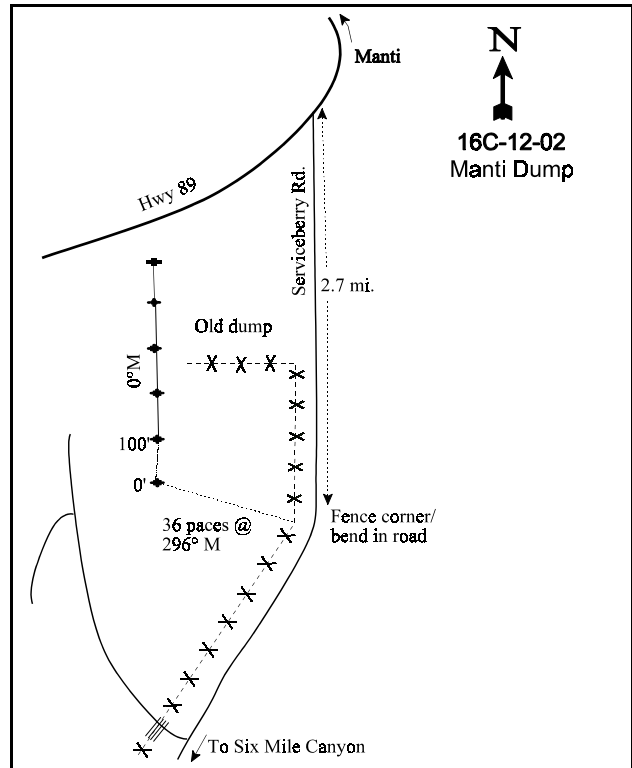 Manti
N
16C-12-02
Manti Dump
Hwy 89
Serviceberry Rd.
2.7 mi.
Old dump
0°M
100'
0'
36 paces @
296° M
Fence corner/
bend in road
To Six Mile Canyon